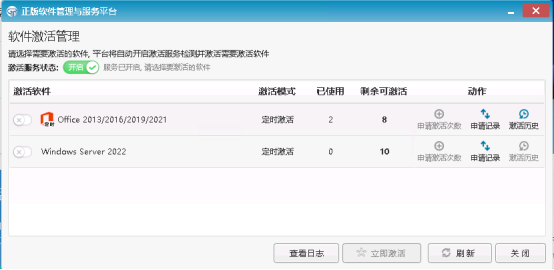 正版软件管理与服务平台
软件激活管理
请选择需要激活的软件, 平台将自动开启激活服务检测并激活需要激活软件
激活服务状态: 开启 服务已开启, 请选择要激活的软件
激活软件 激活模式 已使用 剩余可激活 动作
Office 2013/2016/2019/2021 定时激活 2 8 申请激活次数 申请记录 激活历史
Windows Server 2022 定时激活 0 10 申请激活次数 申请记录 激活历史
查看日志 立即激活 刷新 关闭